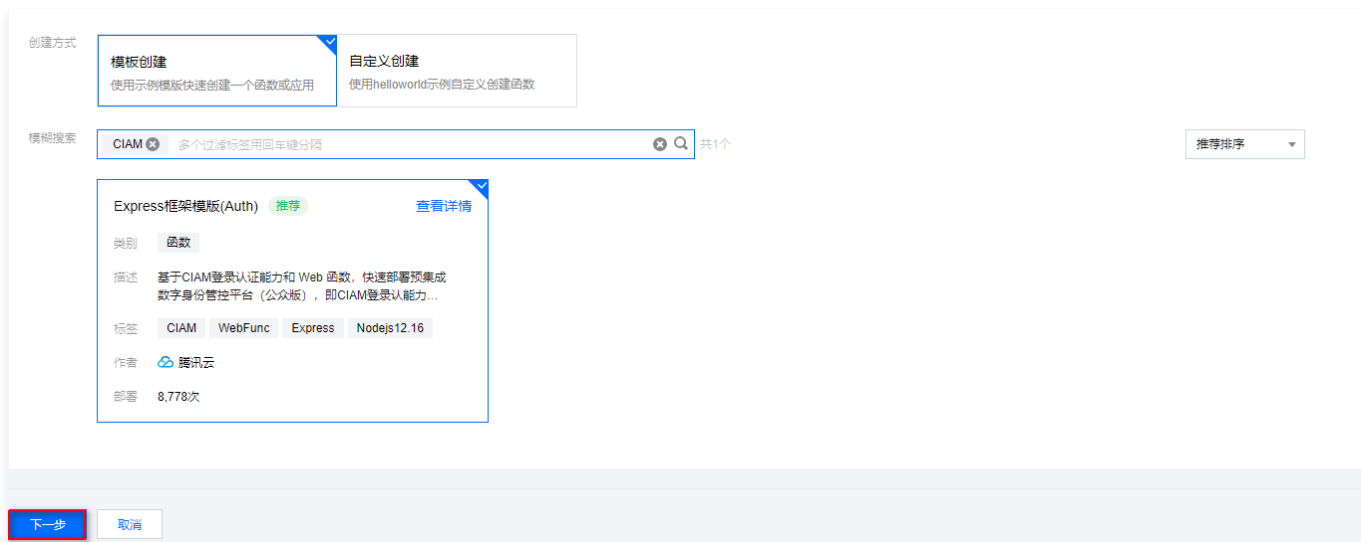 创建方式
模板创建
使用示例模版快速创建一个函数或应用
自定义创建
使用helloworld示例自定义创建函数
模糊搜索
CIAM 多个过滤标签用回车键分隔
共1个
推荐排序
Express框架模版(Auth) 推荐 查看详情
类别 函数
描述 基于CIAM登录认证能力和 Web 函数，快速部署预集成
数字身份管控平台（公众版），即CIAM登录认能力...
标签 CIAM WebFunc Express Nodejs12.16
作者 腾讯云
部署 8,778次
下一步 取消